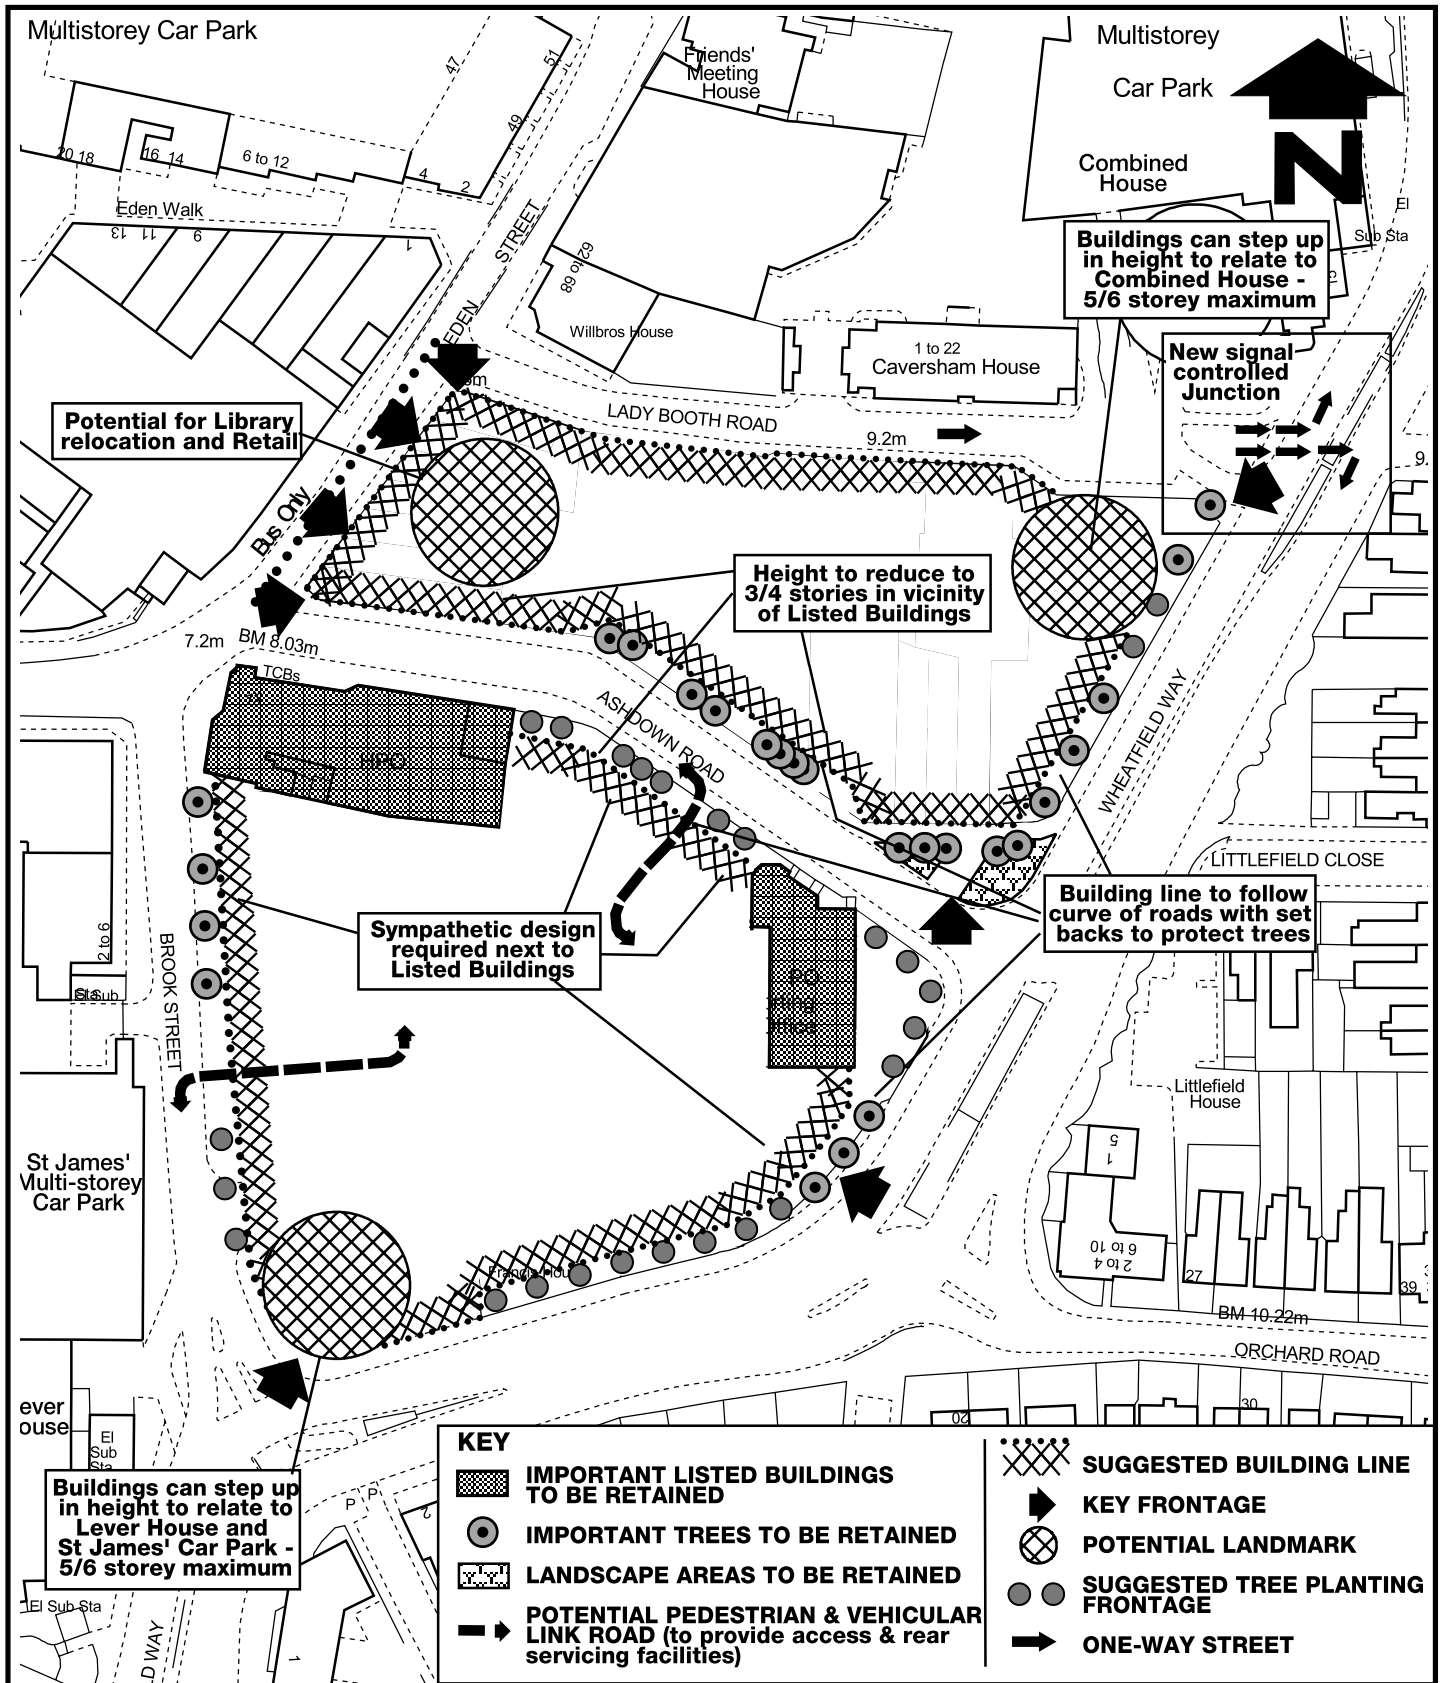 Multistorey Car Park
47
51
49
Friends'
Meeting
House
Multistorey
Car Park
N
Combined
House
El
Sub Sta
20 18
16 14
6 to 12
4
2
Eden Walk
13
11
9
1
STREET
EDEN
62 to 68
Willbros House
1 to 22
Caversham House
Buildings can step up
in height to relate to
Combined House -
5/6 storey maximum
New signal
controlled
Junction
LADY BOOTH ROAD
9.2m
9.
Potential for Library
relocation and Retail
Bus Only
Height to reduce to
3/4 stories in vicinity
of Listed Buildings
7.2m
BM 8.03m
TCBs
HPO
ASHDOWN ROAD
WHEATFIELD WAY
LITTLEFIELD CLOSE
2 to 6
El Sub
Sta
BROOK STREET
Sympathetic design
required next to
Listed Buildings
Building line to follow
curve of roads with set
backs to protect trees
PO
Littlefield
House
1
5
St James'
Multi-storey
Car Park
6 to 10
2 to 4
27
39
BM 10.22m
ORCHARD ROAD
20
30
ever
ouse
El
Sub
Sta
P P
2
1
Buildings can step up
in height to relate to
Lever House and
St James' Car Park -
5/6 storey maximum
El Sub Sta
LD WAY
KEY
IMPORTANT LISTED BUILDINGS
TO BE RETAINED
IMPORTANT TREES TO BE RETAINED
LANDSCAPE AREAS TO BE RETAINED
POTENTIAL PEDESTRIAN & VEHICULAR
LINK ROAD (to provide access & rear
servicing facilities)
SUGGESTED BUILDING LINE
KEY FRONTAGE
POTENTIAL LANDMARK
SUGGESTED TREE PLANTING
FRONTAGE
ONE-WAY STREET